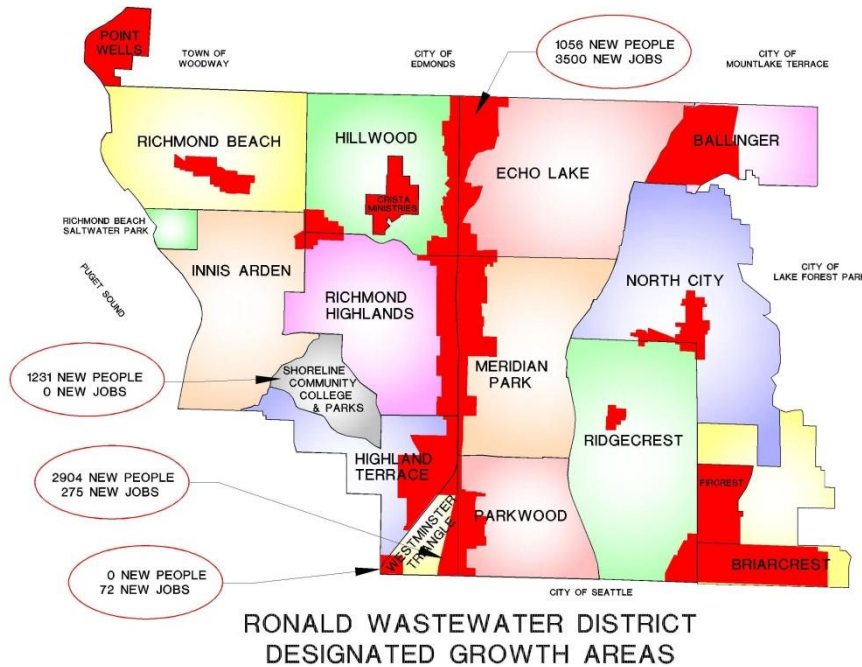 POINT
WELLS
TOWN OF
WOODWAY
CITY OF
EDMONDS
1056 NEW PEOPLE
3500 NEW JOBS
CITY OF
MOUNTLAKE TERRACE
RICHMOND BEACH
HILLWOOD
ECHO LAKE
BALLINGER
CRISTA
MINISTRIES
RICHMOND BEACH
SALTWATER PARK
INNIS ARDEN
PUGET SOUND
RICHMOND
HIGHLANDS
NORTH CITY
CITY OF
LAKE FOREST PARK
MERIDIAN
PARK
1231 NEW PEOPLE
0 NEW JOBS
SHORELINE
COMMUNITY
COLLEGE
& PARKS
RIDGECREST
HIGHLAND
TERRACE
2904 NEW PEOPLE
275 NEW JOBS
FIRCREST
WESTMINSTER
TRIANGLE
PARKWOOD
BRIARCREST
0 NEW PEOPLE
72 NEW JOBS
CITY OF SEATTLE
RONALD WASTEWATER DISTRICT
DESIGNATED GROWTH AREAS